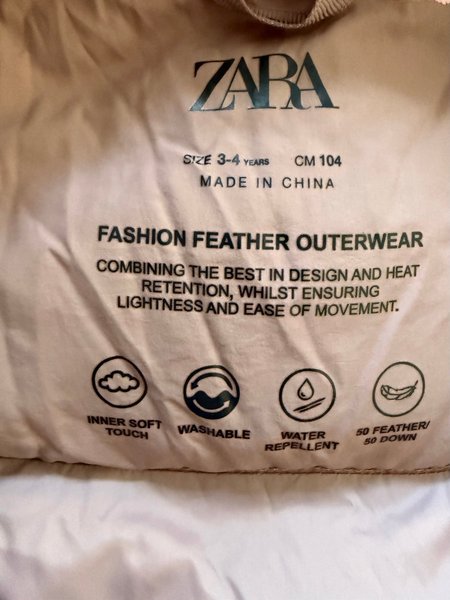 ZARA
SIZE 3-4 YEARS CM 104
MADE IN CHINA
FASHION FEATHER OUTERWEAR
COMBINING THE BEST IN DESIGN AND HEAT
RETENTION, WHILST ENSURING
LIGHTNESS AND EASE OF MOVEMENT.
INNER SOFT
TOUCH
WASHABLE
WATER
REPELLENT
50 FEATHER/
50 DOWN